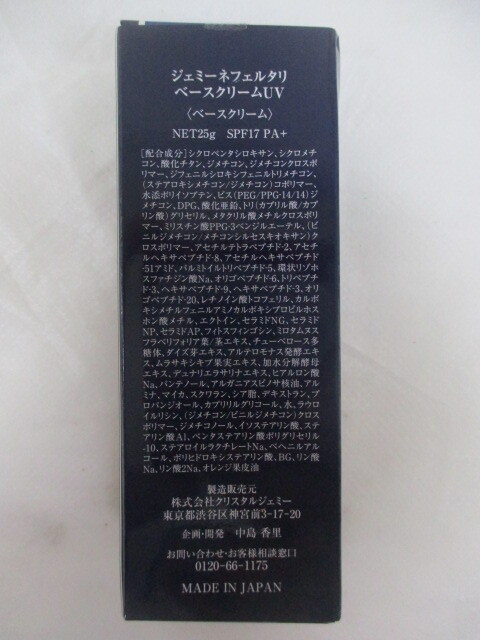 ジェミーネフェルタリ
ベースクリームUV
〈ベースクリーム〉
NET25g SPF17 PA+
[配合成分]シクロペンタシロキサン、シクロメチ
コン、酸化チタン、ジメチコン、ジメチコンクロスポ
リマー、ジフェニルシロキシフェニルトリメチコン、
(ステアロキシメチコン/ジメチコン)コポリマー、
水添ポリイソブテン、ビス(PEG/PPG-14/14)ジ
メチコン、DPG、酸化亜鉛、トリ(カプリル酸/カプ
リン酸)グリセリル、メタクリル酸メチルクロスポリ
マー、ミリスチン酸PPG-3ベンジルエーテル、(ビ
ニルジメチコン/メチコンシルセスキオキサン)ク
ロスポリマー、アセチルテトラペプチド-2、アセチ
ルヘキサペプチド-8、アセチルヘキサペプチド
-51アミド、パルミトイルトリペプチド-5、環状リゾホ
スファチジン酸Na、オリゴペプチド-6、トリペプチ
ド-3、ヘキサペプチド-9、ヘキサペプチド-3、オリ
ゴペプチド-20、レチノイン酸トコフェリル、カルボ
キシメチルフェニルアミノカルボキシプロピルホス
ホン酸メチル、エクトイン、セラミドNG、セラミド
NP、セラミドAP、フィトスフィンゴシン、ミロタムヌス
フラベリフォリア葉/茎エキス、チューベロース多
糖体、ダイズ芽エキス、アルテロモナス発酵エキ
ス、ムラサキシキブ果実エキス、加水分解酵母
エキス、デュナリエラサリナエキス、ヒアルロン酸
Na、パンテノール、アルガニアスピノサ核油、アル
ミナ、マイカ、スクワラン、シア脂、デキストラン、プ
ロパンジオール、カプリリルグリコール、水、ラウロ
イルリシン、(ジメチコン/ビニルジメチコン)クロス
ポリマー、ジメチコノール、イソステアリン酸、ステ
アリン酸Al、ペンタステアリン酸ポリグリセリル
-10、ステアロイルラクチレートNa、ベヘニルアル
コール、ポリヒドロキシステアリン酸、BG、リン酸
Na、リン酸2Na、オレンジ果皮油
製造販売元
株式会社クリスタルジェミー
東京都渋谷区神宮前3-17-20
企画・開発 中島 香里
お問い合わせ・お客様相談窓口
0120-66-1175
MADE IN JAPAN